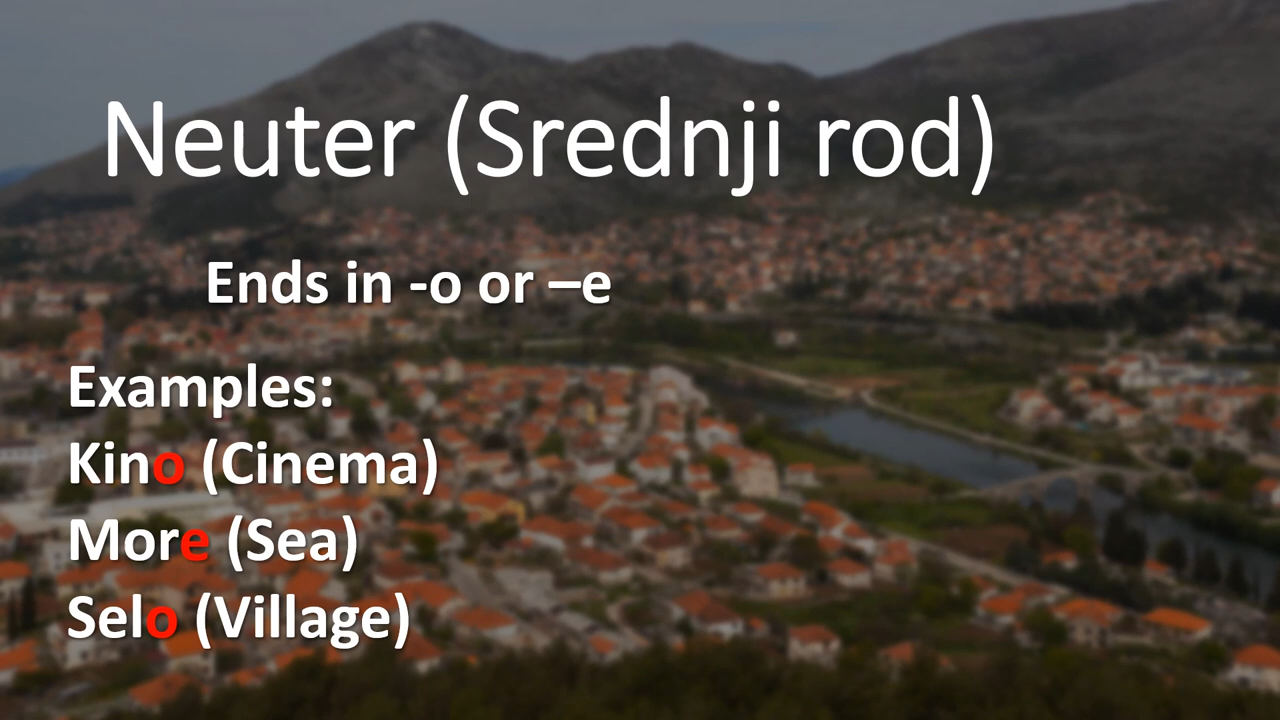 Neuter (Srednji rod)
Ends in -o or –e
Examples:
Kino (Cinema)
More (Sea)
Selo (Village)